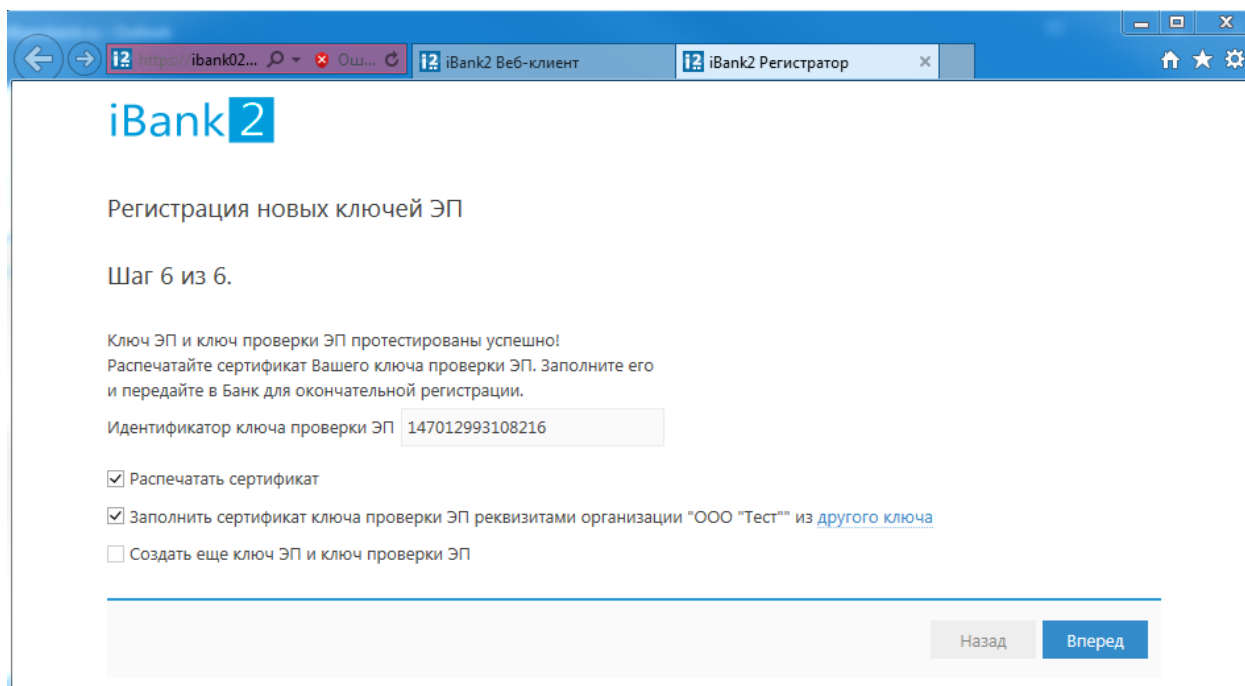 https://ibank02... Ош...
iBank2 Веб-клиент
iBank2 Регистратор
iBank 2
Регистрация новых ключей ЭП
Шаг 6 из 6.
Ключ ЭП и ключ проверки ЭП протестированы успешно!
Распечатайте сертификат Вашего ключа проверки ЭП. Заполните его
и передайте в Банк для окончательной регистрации.
Идентификатор ключа проверки ЭП 147012993108216
Распечатать сертификат
Заполнить сертификат ключа проверки ЭП реквизитами организации "ООО "Тест"" из другого ключа
Создать еще ключ ЭП и ключ проверки ЭП
Назад Вперед